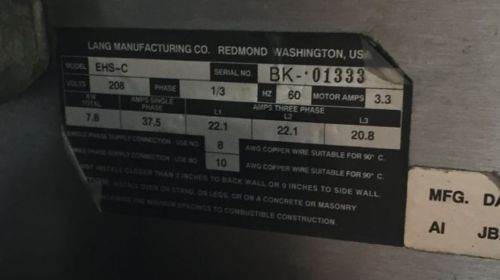 LANG MANUFACTURING CO. REDMOND WASHINGTON, US
MODEL EHS-C SERIAL NO. BK-·01333
VOLTS 208 PHASE 1/3 HZ 60 MOTOR AMPS 3.3
KW TOTAL AMPS SINGLE PHASE AMPS THREE PHASE
L1 L2 L3
7.8 37.5 22.1 22.1 20.8
SINGLE PHASE SUPPLY CONNECTION - USE NO. 8 AWG COPPER WIRE SUITABLE FOR 90° C.
PHASE SUPPLY CONNECTION - USE NO 10 AWG COPPER WIRE SUITABLE FOR 90° C.
INSTALL CLOSER THAN 2 INCHES TO BACK WALL OR 9 INCHES TO SIDE WALL.
INSTALL OVER STAND, ON LEGS, OR ON A CONCRETE OR MASONRY
MINIMUM SPACINGS TO COMBUSTIBLE CONSTRUCTION.
MFG. DA
AI JB